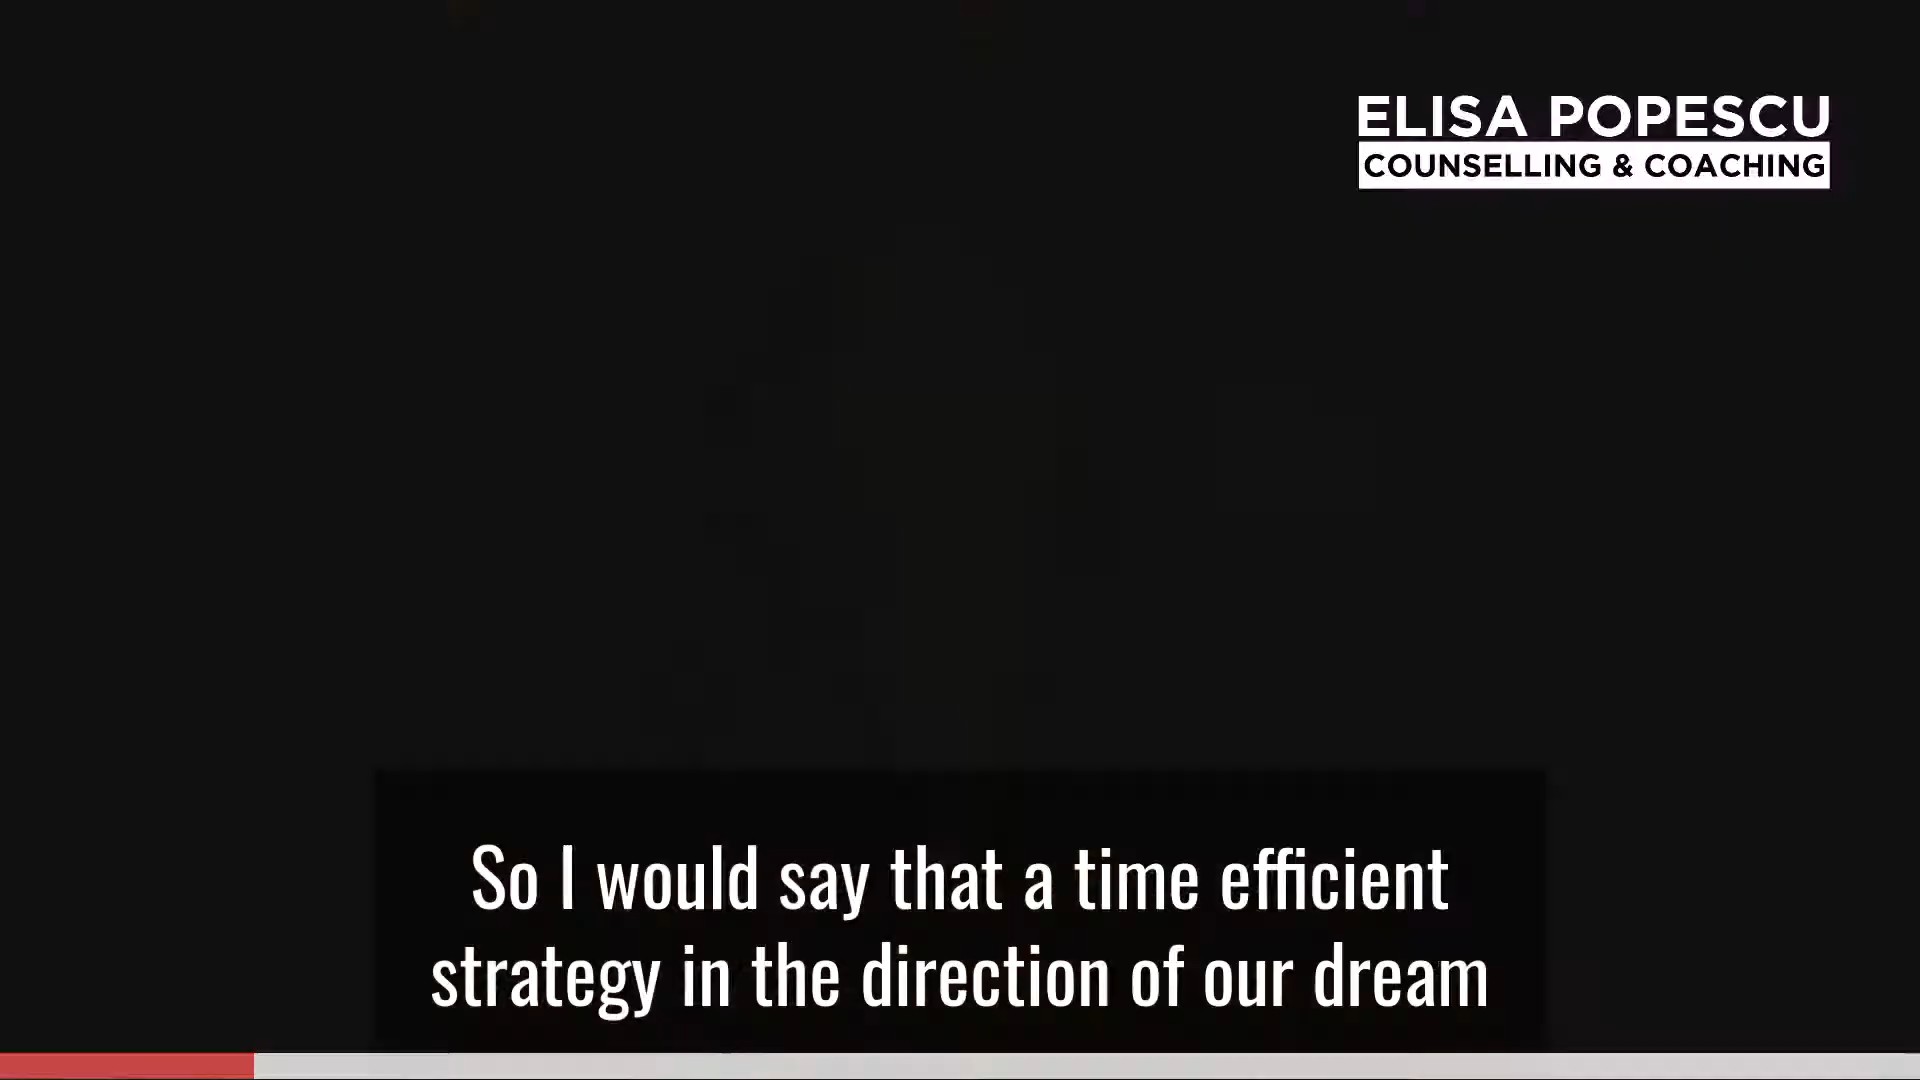 ELISA POPESCU
COUNSELLING & COACHING
So I would say that a time efficient
strategy in the direction of our dream